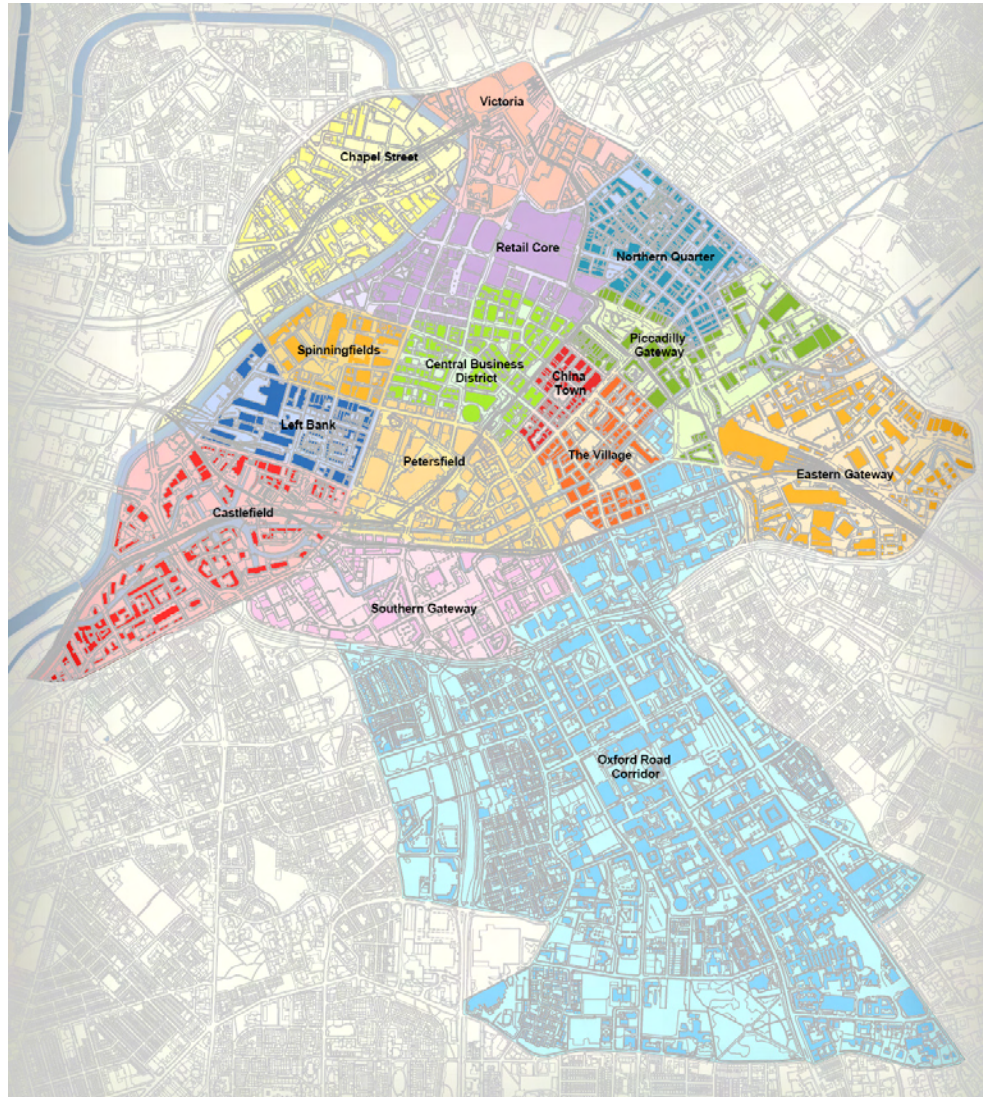 Victoria
Chapel Street
Retail Core
Northern Quarter
Piccadilly
Gateway
Spinningfields
Central Business
District
China
Town
Left Bank
Petersfield
The Village
Eastern Gateway
Castlefield
Southern Gateway
Oxford Road
Corridor